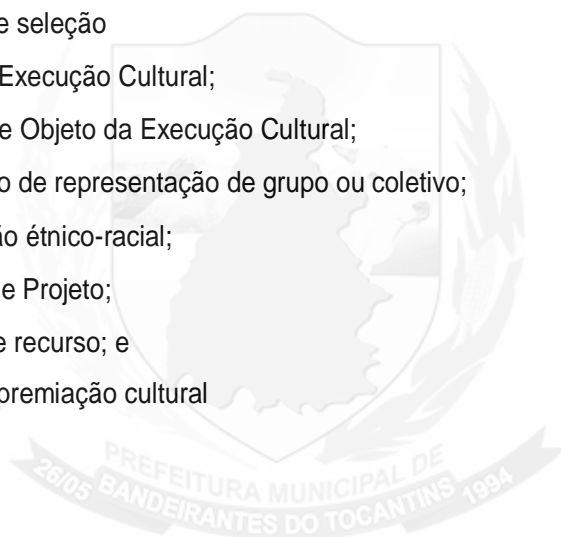 e seleção
Execução Cultural;
e Objeto da Execução Cultural;
o de representação de grupo ou coletivo;
ão étnico-racial;
e Projeto;
e recurso; e
premiação cultural
PREFEITURA MUNICIPAL DE
26/05 BANDEIRANTES DO TOCANTINS 1994